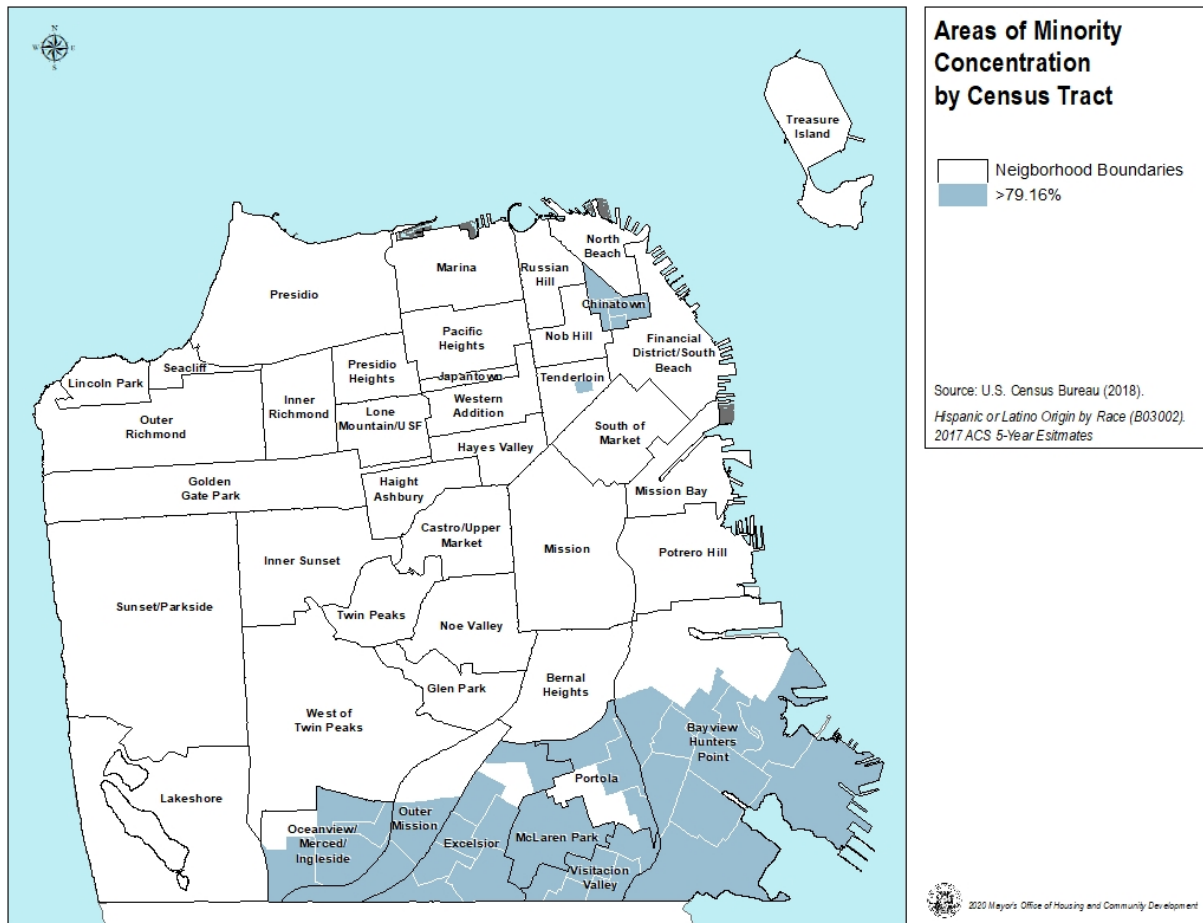 N
W
E
S
Treasure
Island
North
Beach
Russian
Hill
Marina
Presidio
Chinatown
Pacific
Heights
Nob Hill
Financial
District/South
Beach
Seacliff
Lincoln Park
Presidio
Heights
Japantown
Tenderloin
Inner
Richmond
Western
Addition
Outer
Richmond
Lone
Mountain/USF
South of
Market
Hayes Valley
Golden
Gate Park
Haight
Ashbury
Mission Bay
Castro/Upper
Market
Mission
Potrero Hill
Inner Sunset
Sunset/Parkside
Twin Peaks
Noe Valley
Glen Park
Bernal
Heights
West of
Twin Peaks
Bayview
Hunters
Point
Portola
Lakeshore
Oceanview/
Merced/
Ingleside
Outer
Mission
Excelsior
McLaren Park
Visitacion
Valley
Areas of Minority
Concentration
by Census Tract
Neigborhood Boundaries
>79.16%
Source: U.S. Census Bureau (2018).
Hispanic or Latino Origin by Race (B03002).
2017 ACS 5-Year Esitmates
2020 Mayor's Office of Housing and Community Development